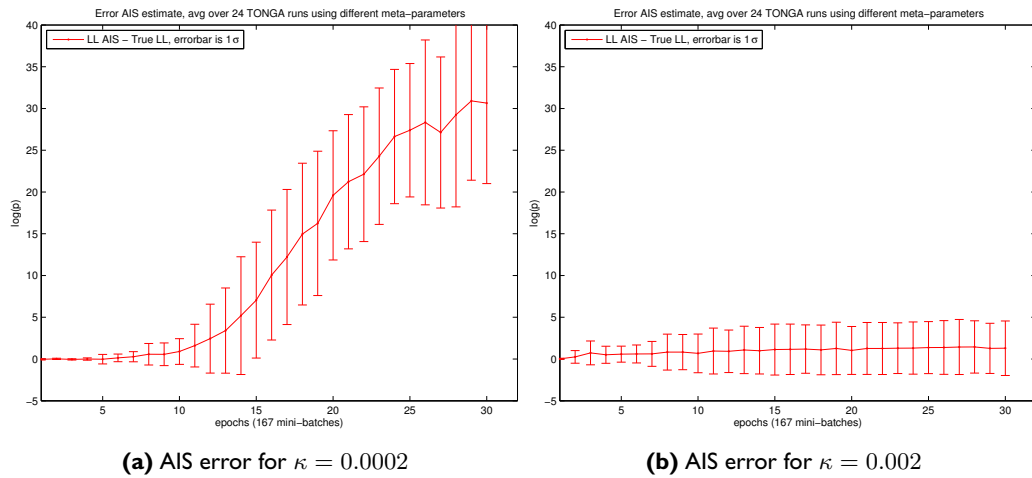 Error AIS estimate, avg over 24 TONGA runs using different meta−parameters
LL AIS − True LL, errorbar is 1σ
40
35
30
25
20
15
10
5
0
−5
log(p)
5 10 15 20 25 30
epochs (167 mini−batches)
(a) AIS error for κ = 0.0002
Error AIS estimate, avg over 24 TONGA runs using different meta−parameters
LL AIS − True LL, errorbar is 1σ
40
35
30
25
20
15
10
5
0
−5
log(p)
5 10 15 20 25 30
epochs (167 mini−batches)
(b) AIS error for κ = 0.002